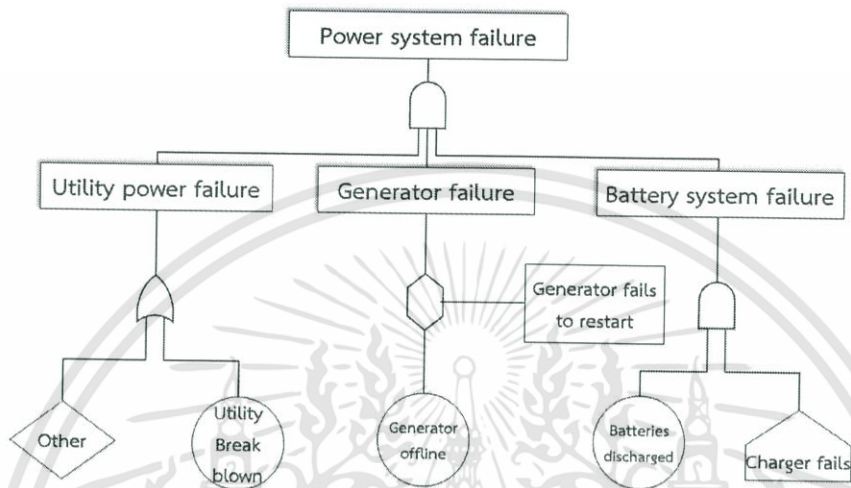 Power system failure
Utility power failure
Generator failure
Battery system failure
Generator fails
to restart
Other
Utility
Break
blown
Generator
offline
Batteries
discharged
Charger fails